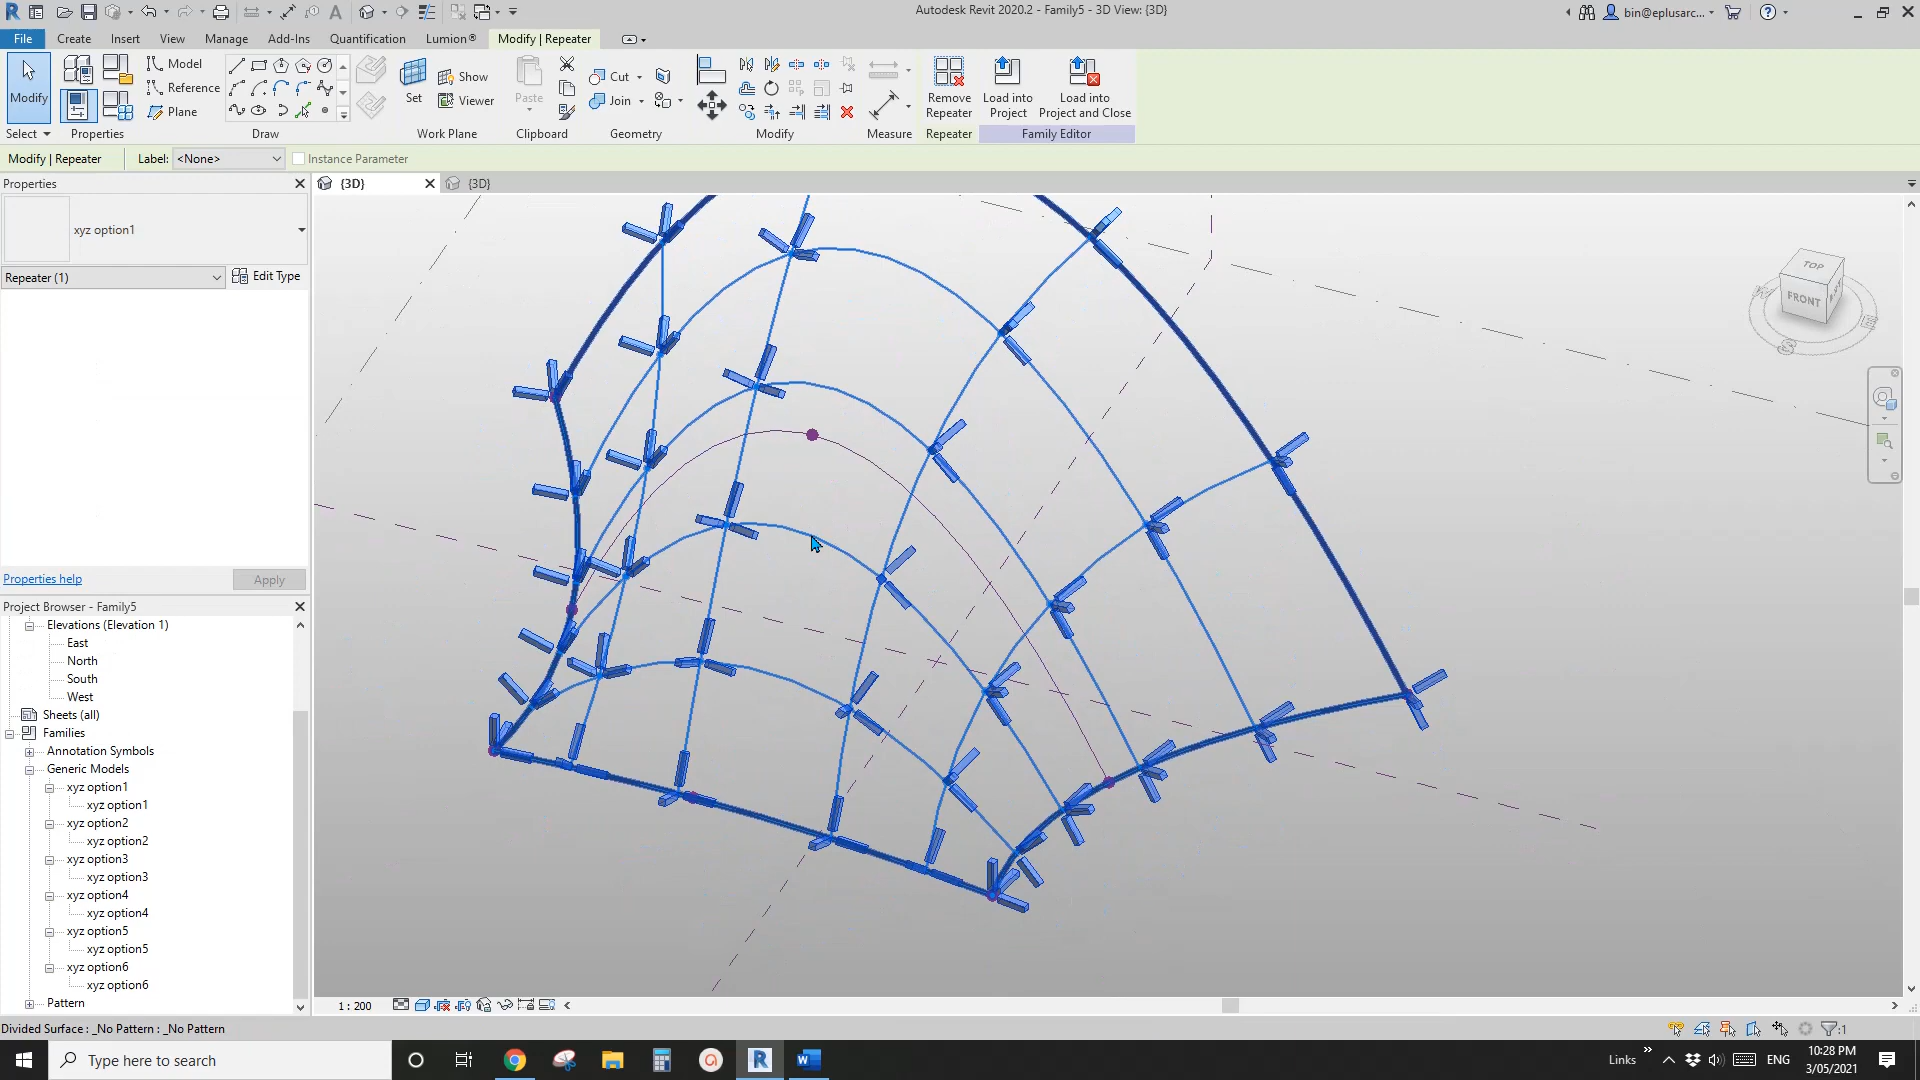 Autodesk Revit 2020.2 - Family5 - 3D View: {3D}
bin@eplusarc...
File
Create
Insert
View
Manage
Add-Ins
Quantification
Lumion®
Modify | Repeater
Modify
Model
Reference
Plane
Set
Show
Viewer
Paste
Cut
Join
Remove
Repeater
Load into
Project
Load into
Project and Close
Select
Properties
Draw
Work Plane
Clipboard
Geometry
Modify
Measure
Repeater
Family Editor
Modify | Repeater
Label:
<None>
Instance Parameter
Properties
{3D}
{3D}
xyz option1
Repeater (1)
Edit Type
TOP
FRONT
W
S
E
Properties help
Apply
Project Browser - Family5
Elevations (Elevation 1)
East
North
South
West
Sheets (all)
Families
Annotation Symbols
Generic Models
xyz option1
xyz option1
xyz option2
xyz option2
xyz option3
xyz option3
xyz option4
xyz option4
xyz option5
xyz option5
xyz option6
xyz option6
Pattern
1 : 200
Divided Surface : _No Pattern : _No Pattern
:1
Type here to search
Links
ENG
10:28 PM
3/05/2021